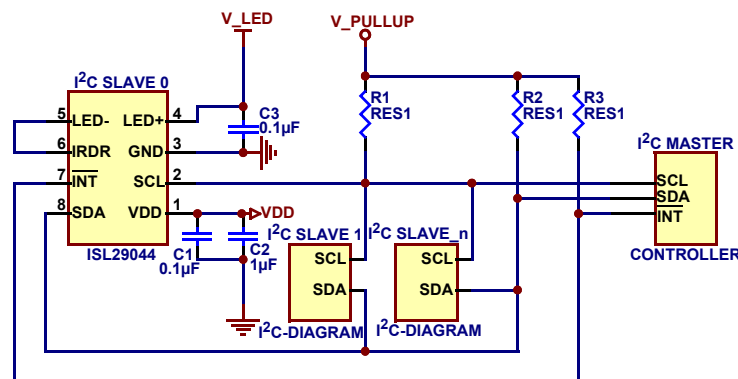 V_LED
V_PULLUP
I²C SLAVE 0
5 LED- LED+ 4
6 IRDR GND 3
7 INT SCL 2
8 SDA VDD 1
ISL29044
C3
0.1µF
R1
RES1
R2
RES1
R3
RES1
I²C MASTER
SCL
SDA
INT
CONTROLLER
VDD
C1
0.1µF
C2
1µF
I²C SLAVE 1
SCL
SDA
I²C-DIAGRAM
I²C SLAVE_n
SCL
SDA
I²C-DIAGRAM